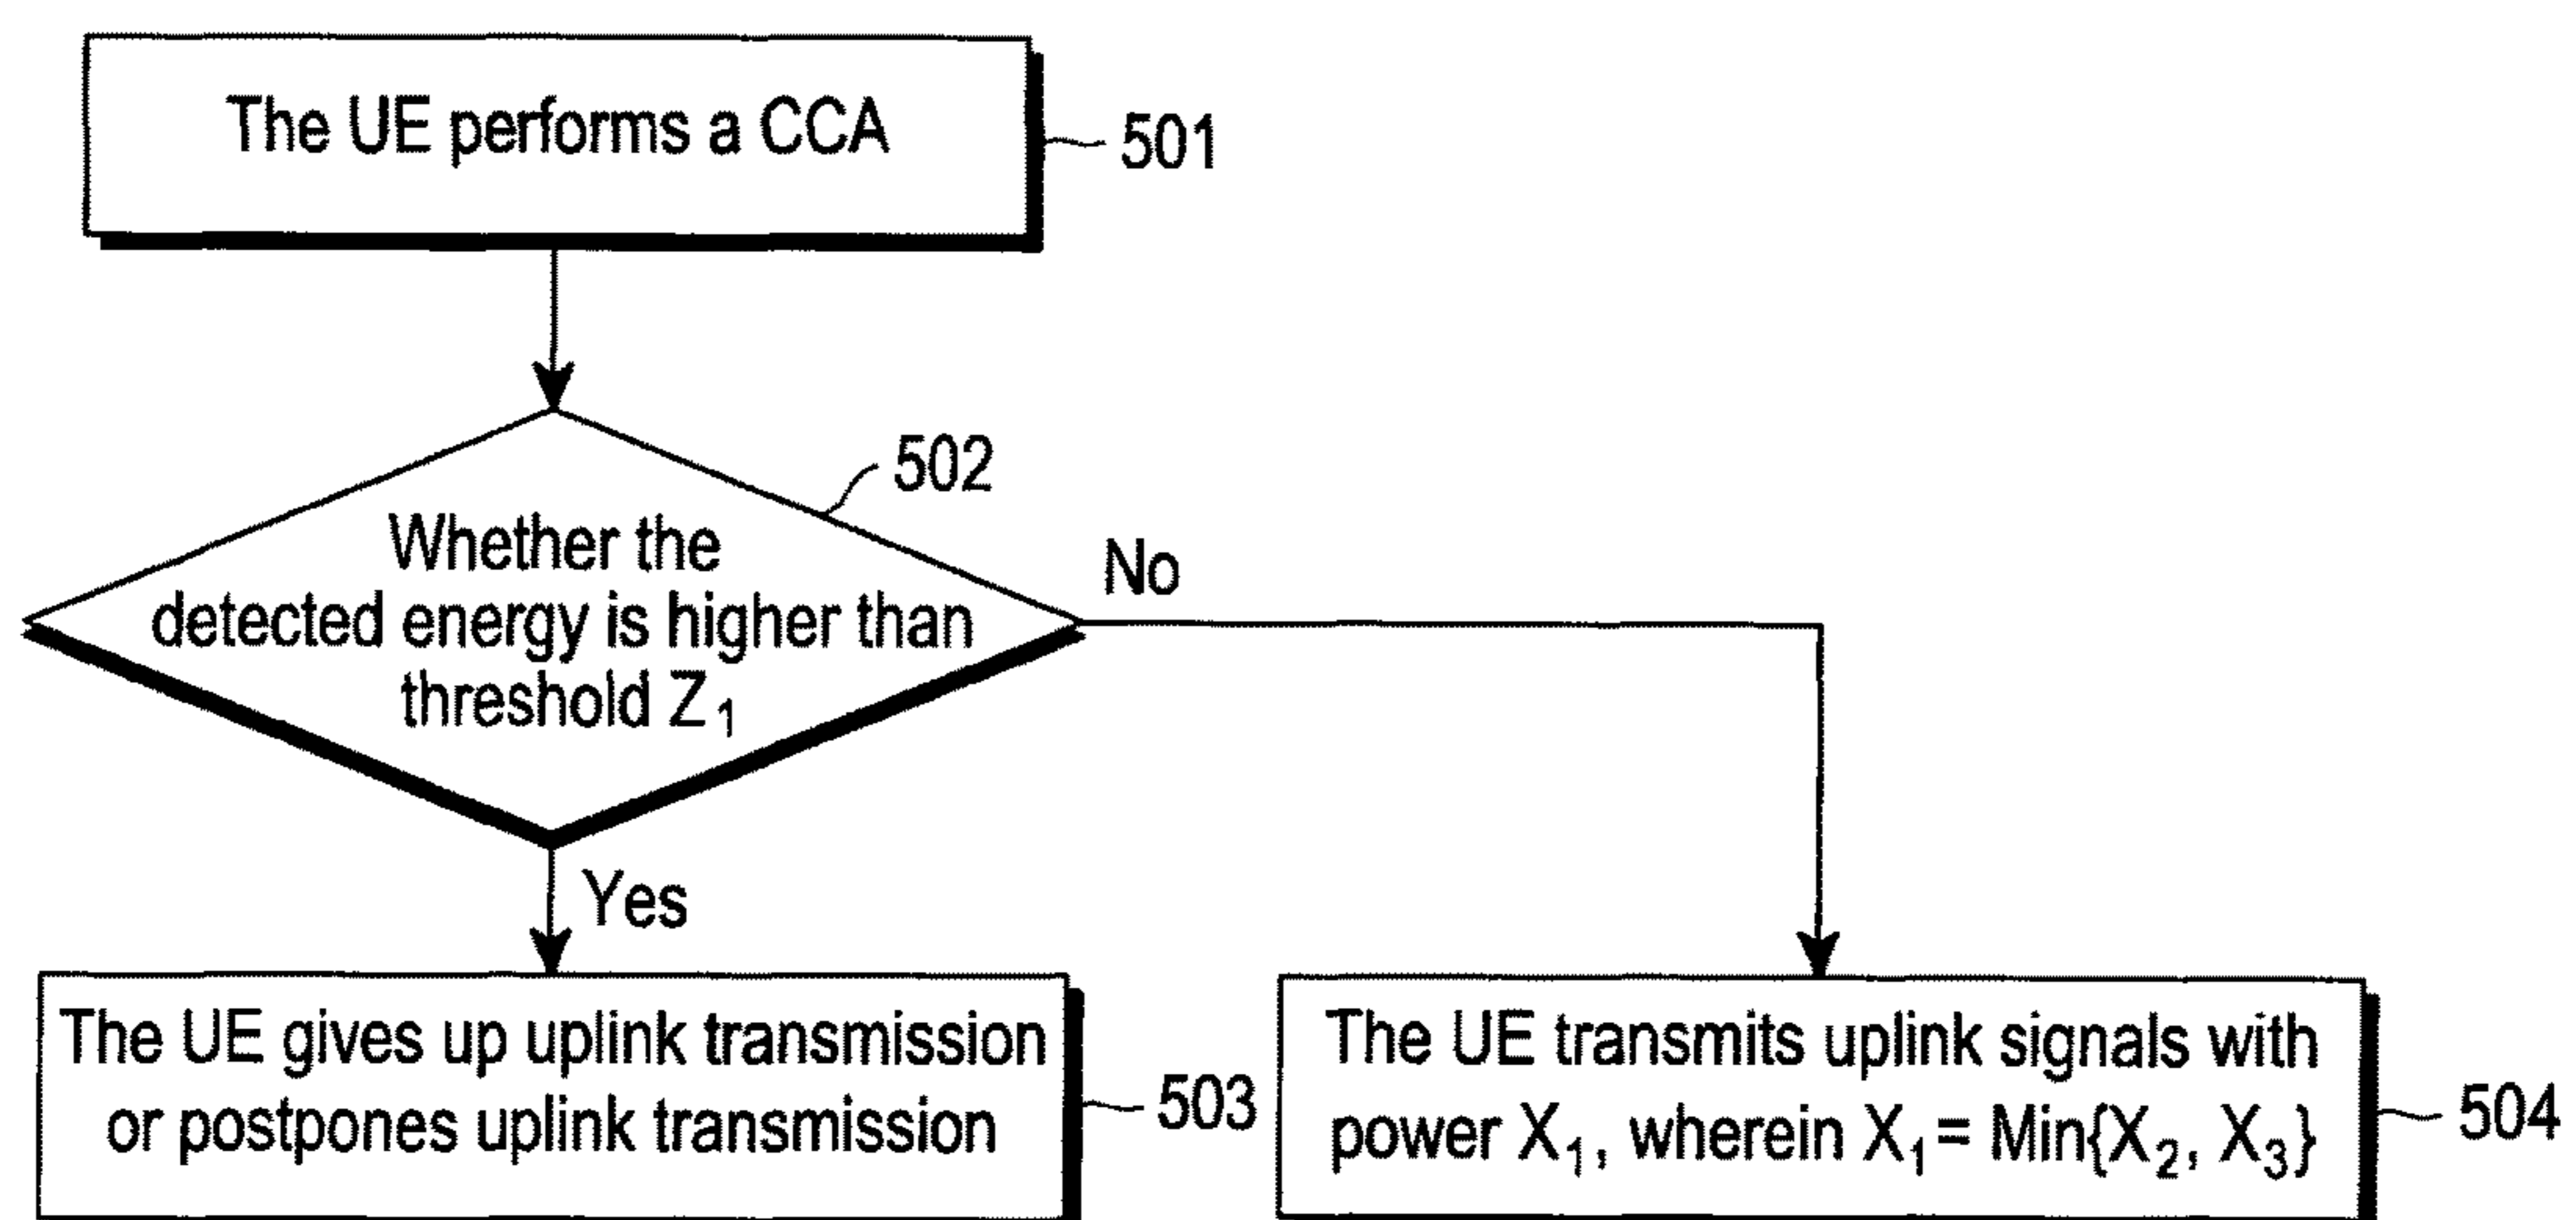 The UE performs a CCA
501
502
Whether the
detected energy is higher than
threshold Z₁
No
Yes
The UE gives up uplink transmission
or postpones uplink transmission
503
The UE transmits uplink signals with
power X₁, wherein X₁ = Min{X₂, X₃}
504